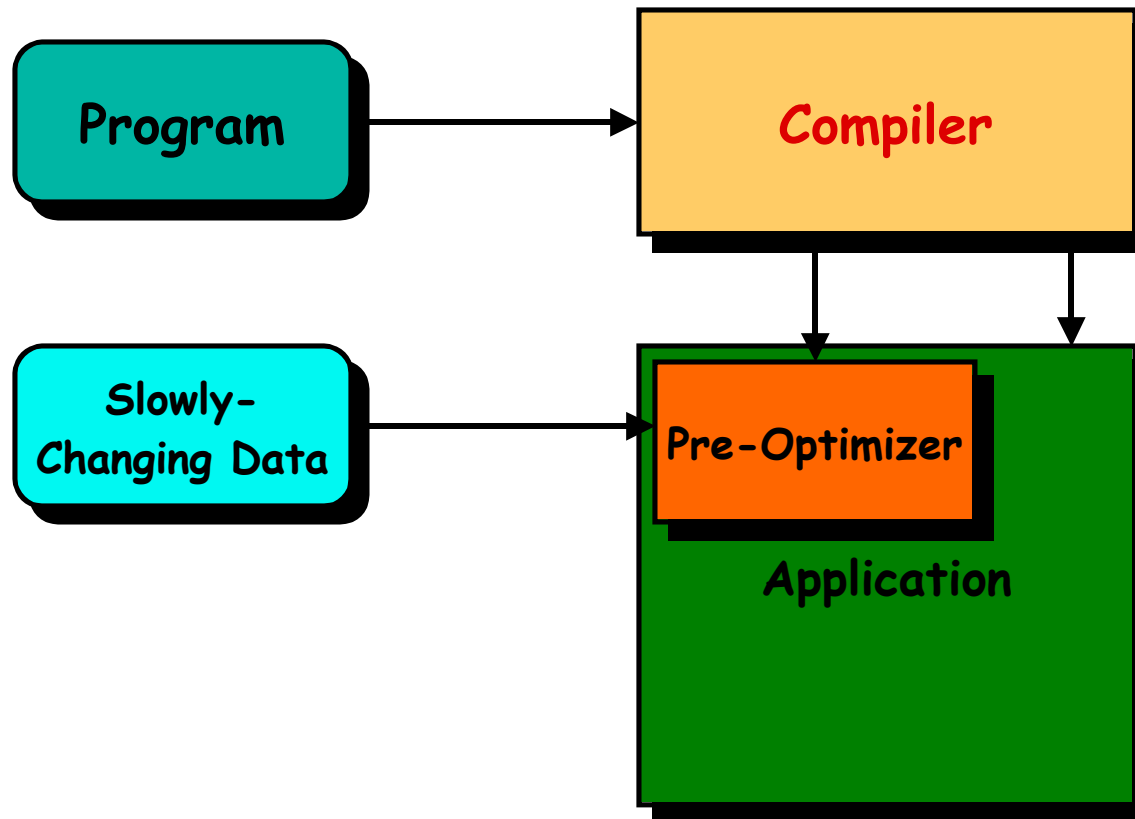 Program
Compiler
Slowly-
Changing Data
Pre-Optimizer
Application